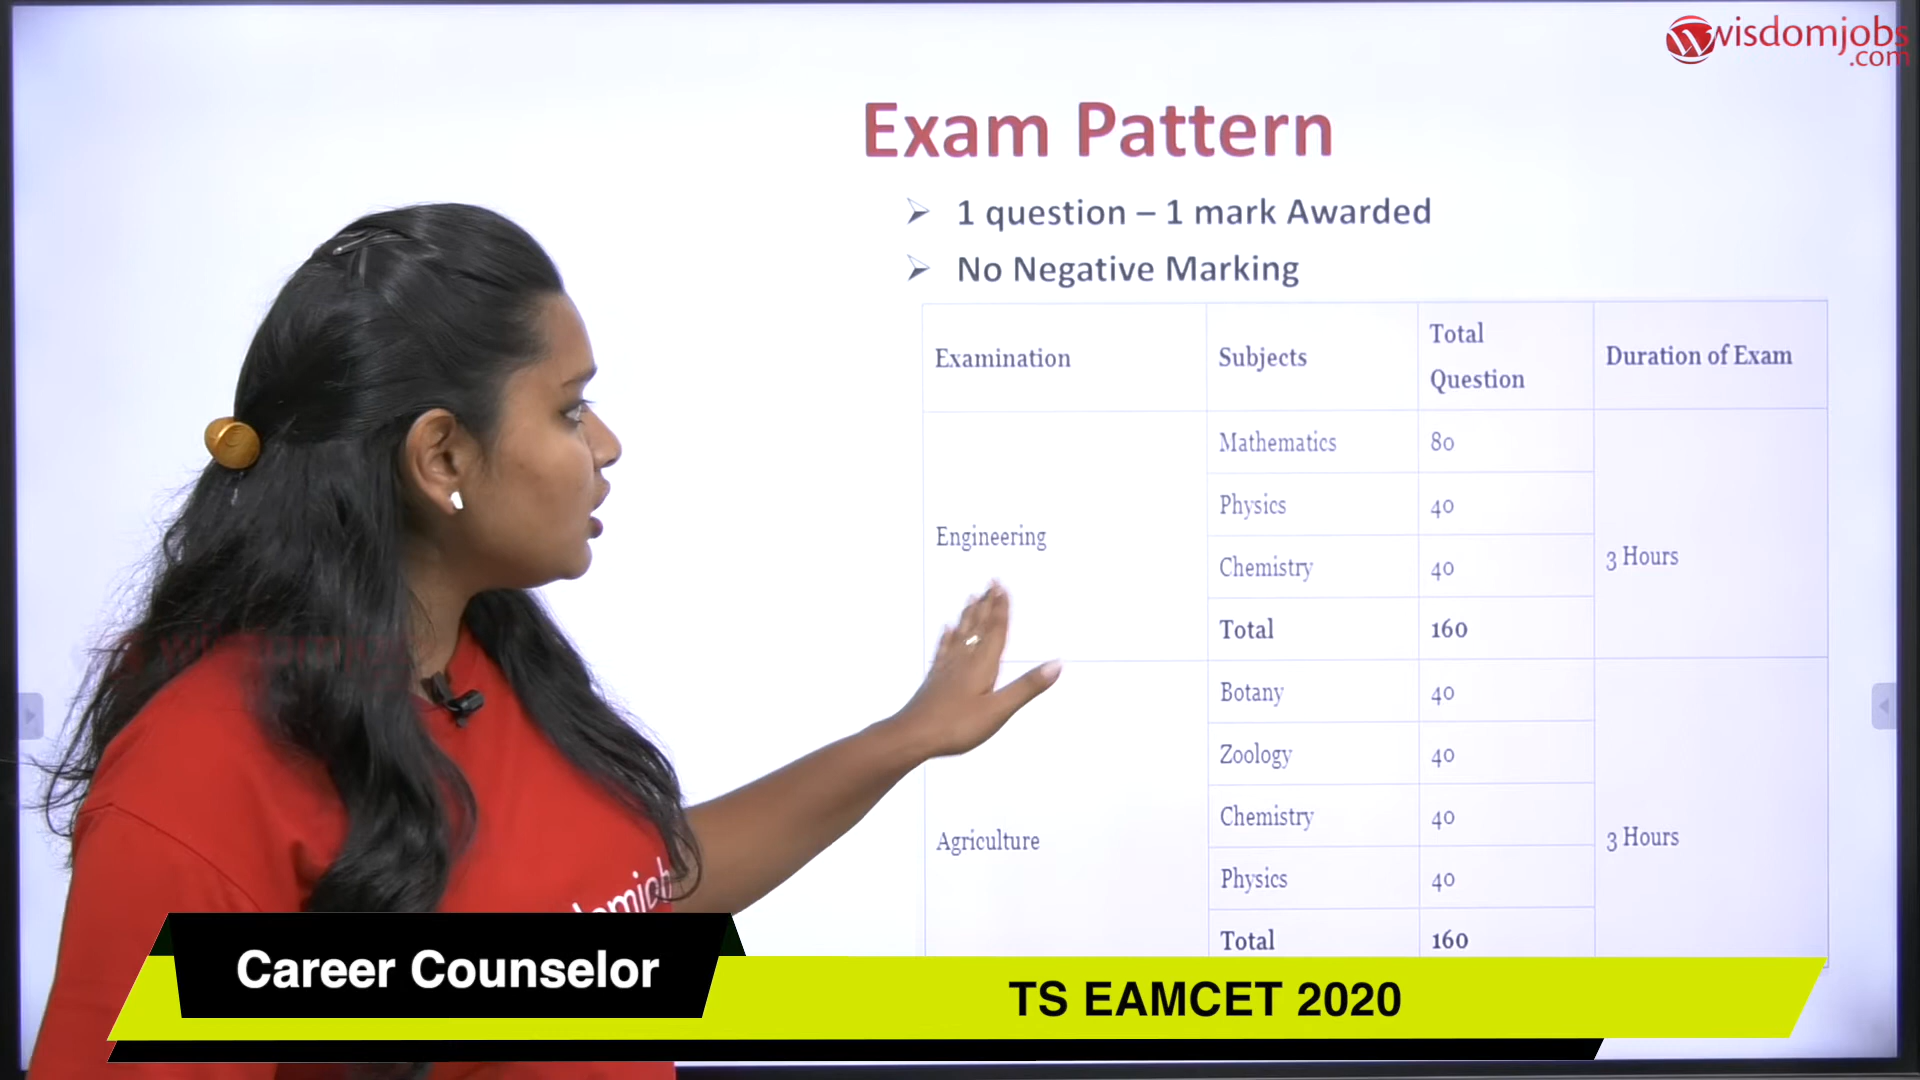 wisdomjobs
.com
Exam Pattern
➢ 1 question – 1 mark Awarded
➢ No Negative Marking
Examination Subjects Total Question Duration of Exam
Engineering Mathematics 80 3 Hours
Physics 40
Chemistry 40
Total 160
Agriculture Botany 40 3 Hours
Zoology 40
Chemistry 40
Physics 40
Total 160
Career Counselor
TS EAMCET 2020